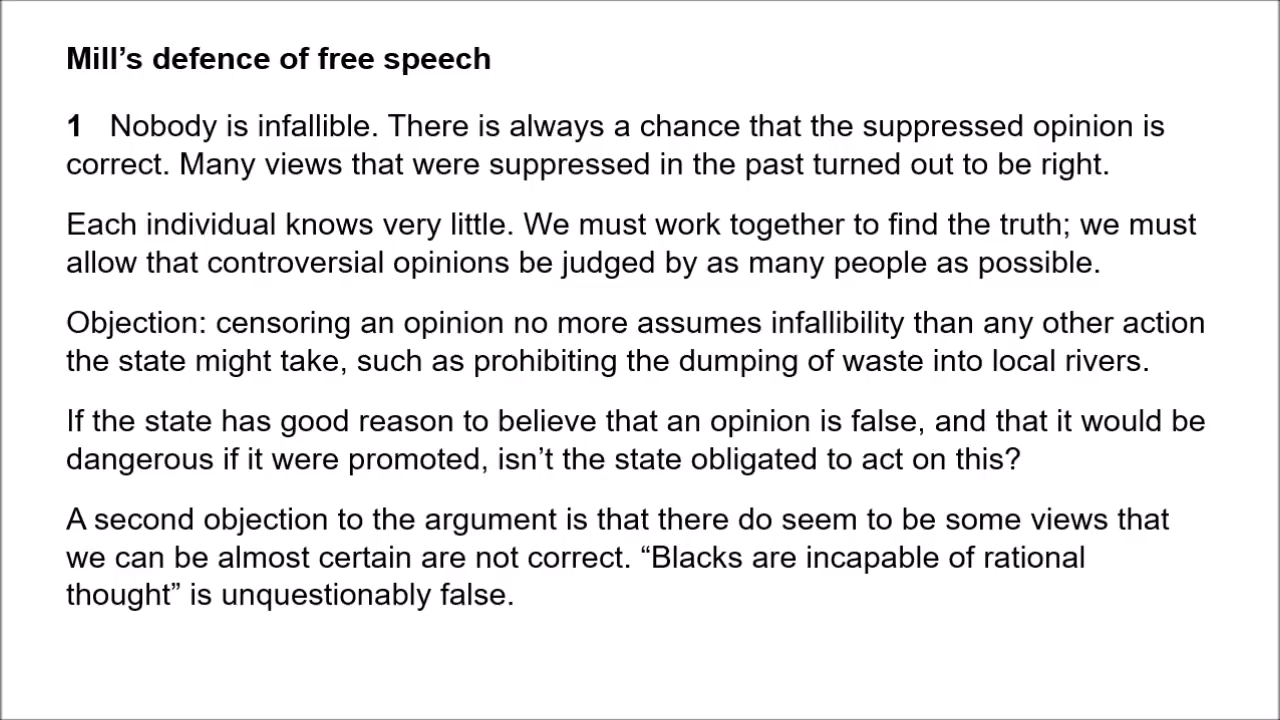 Mill’s defence of free speech
1 Nobody is infallible. There is always a chance that the suppressed opinion is
correct. Many views that were suppressed in the past turned out to be right.
Each individual knows very little. We must work together to find the truth; we must
allow that controversial opinions be judged by as many people as possible.
Objection: censoring an opinion no more assumes infallibility than any other action
the state might take, such as prohibiting the dumping of waste into local rivers.
If the state has good reason to believe that an opinion is false, and that it would be
dangerous if it were promoted, isn’t the state obligated to act on this?
A second objection to the argument is that there do seem to be some views that
we can be almost certain are not correct. “Blacks are incapable of rational
thought” is unquestionably false.